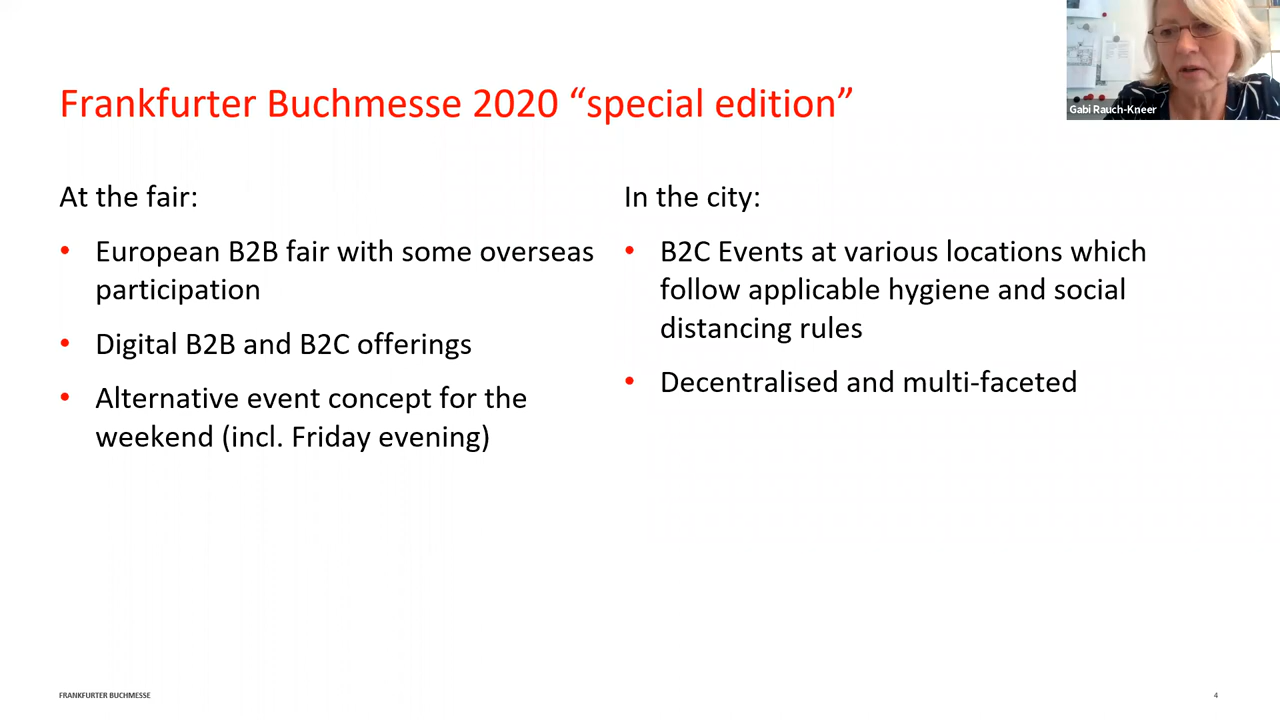 Frankfurter Buchmesse 2020 “special edition”
Gabi Rauch-Kneer
At the fair:
• European B2B fair with some overseas
participation
• Digital B2B and B2C offerings
• Alternative event concept for the
weekend (incl. Friday evening)
In the city:
• B2C Events at various locations which
follow applicable hygiene and social
distancing rules
• Decentralised and multi-faceted
FRANKFURTER BUCHMESSE
4